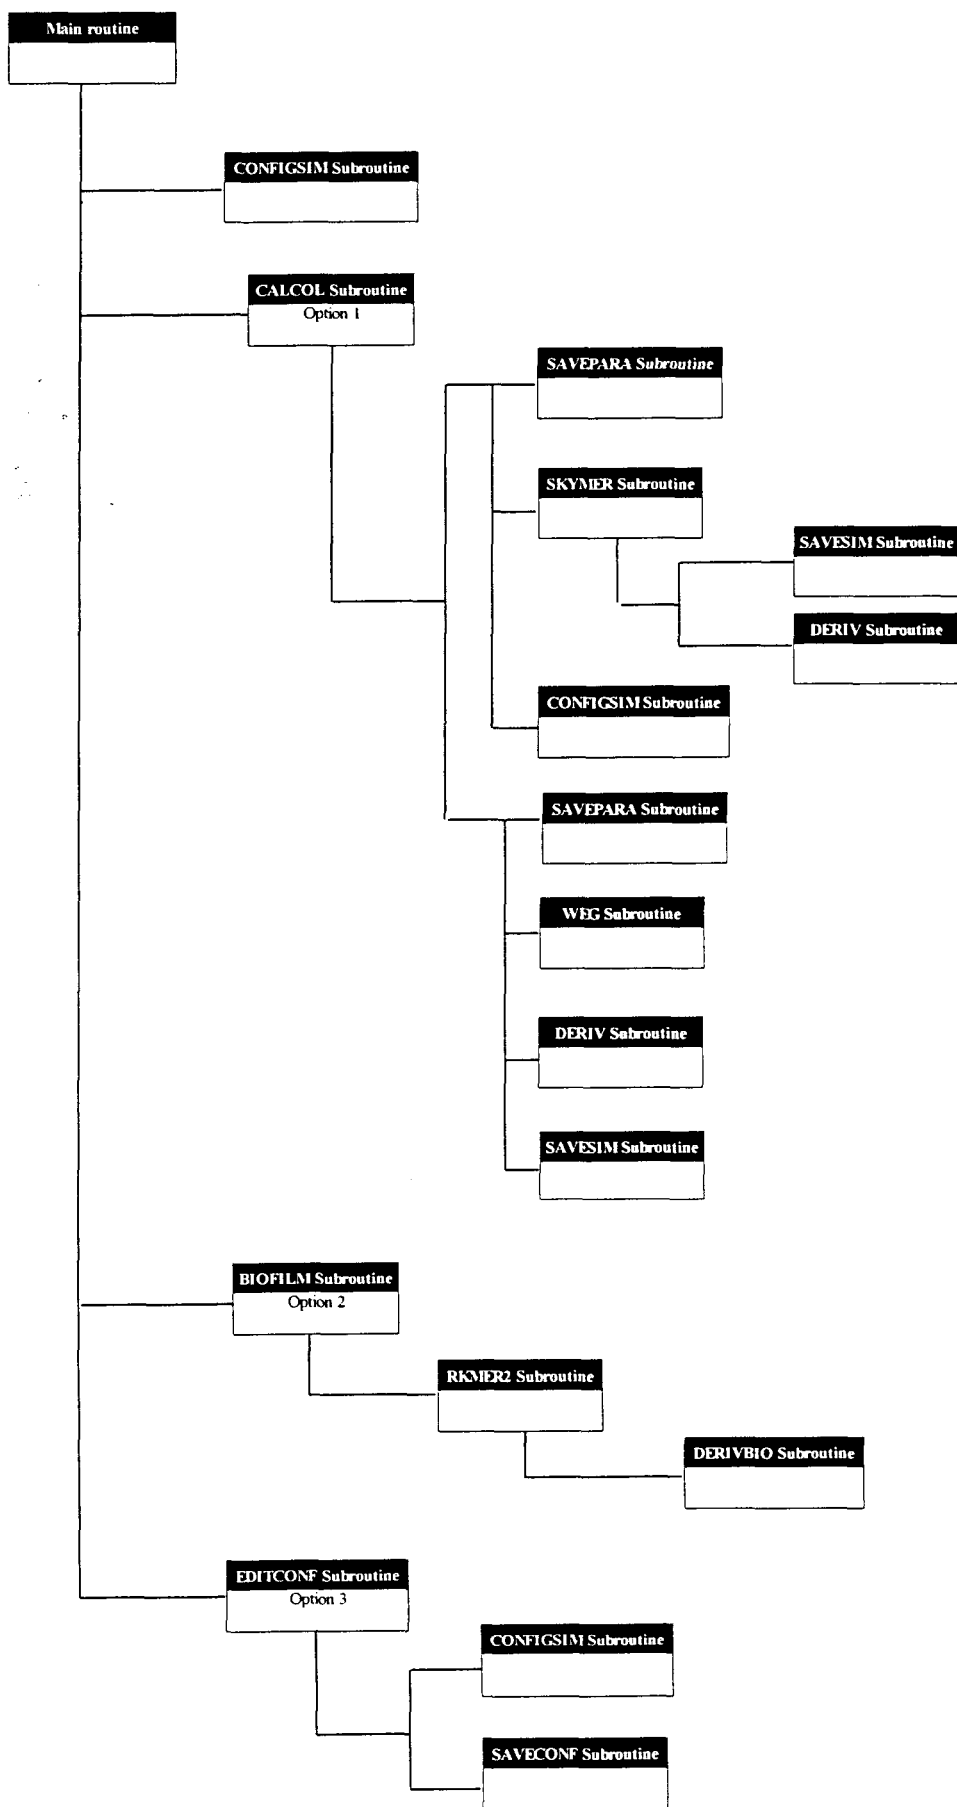 Main routine
CONFIGSIM Subroutine
CALCOL Subroutine
Option 1
SAVEPARA Subroutine
SKYMER Subroutine
SAVESIM Subroutine
DERIV Subroutine
CONFIGSIM Subroutine
SAVEPARA Subroutine
WEG Subroutine
DERIV Subroutine
SAVESIM Subroutine
BIOFILM Subroutine
Option 2
RKMER2 Subroutine
DERIVBIO Subroutine
EDITCONF Subroutine
Option 3
CONFIGSIM Subroutine
SAVECONF Subroutine